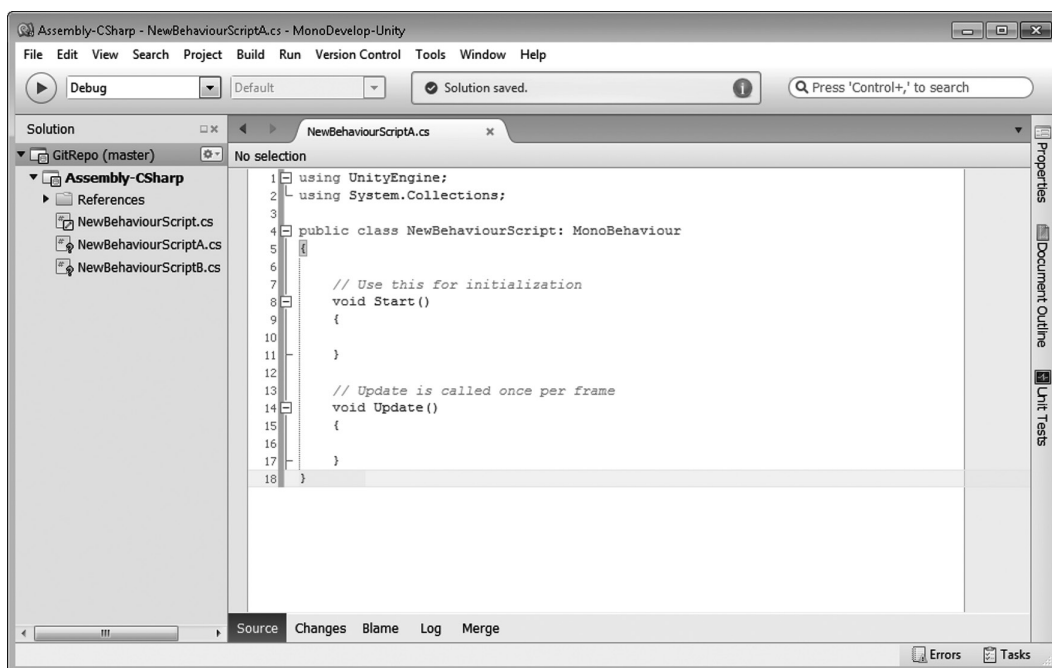 Assembly-CSharp - NewBehaviourScriptA.cs - MonoDevelop-Unity
File Edit View Search Project Build Run Version Control Tools Window Help
Debug
Default
Solution saved.
Press 'Control+,' to search
Solution
GitRepo (master)
Assembly-CSharp
References
NewBehaviourScript.cs
NewBehaviourScriptA.cs
NewBehaviourScriptB.cs
NewBehaviourScriptA.cs
No selection
1 using UnityEngine;
2 using System.Collections;
3
4 public class NewBehaviourScript: MonoBehaviour
5 {
6
7 // Use this for initialization
8 void Start()
9 {
10
11 }
12
13 // Update is called once per frame
14 void Update()
15 {
16
17 }
18 }
Source Changes Blame Log Merge
Properties
Document Outline
Unit Tests
Errors Tasks